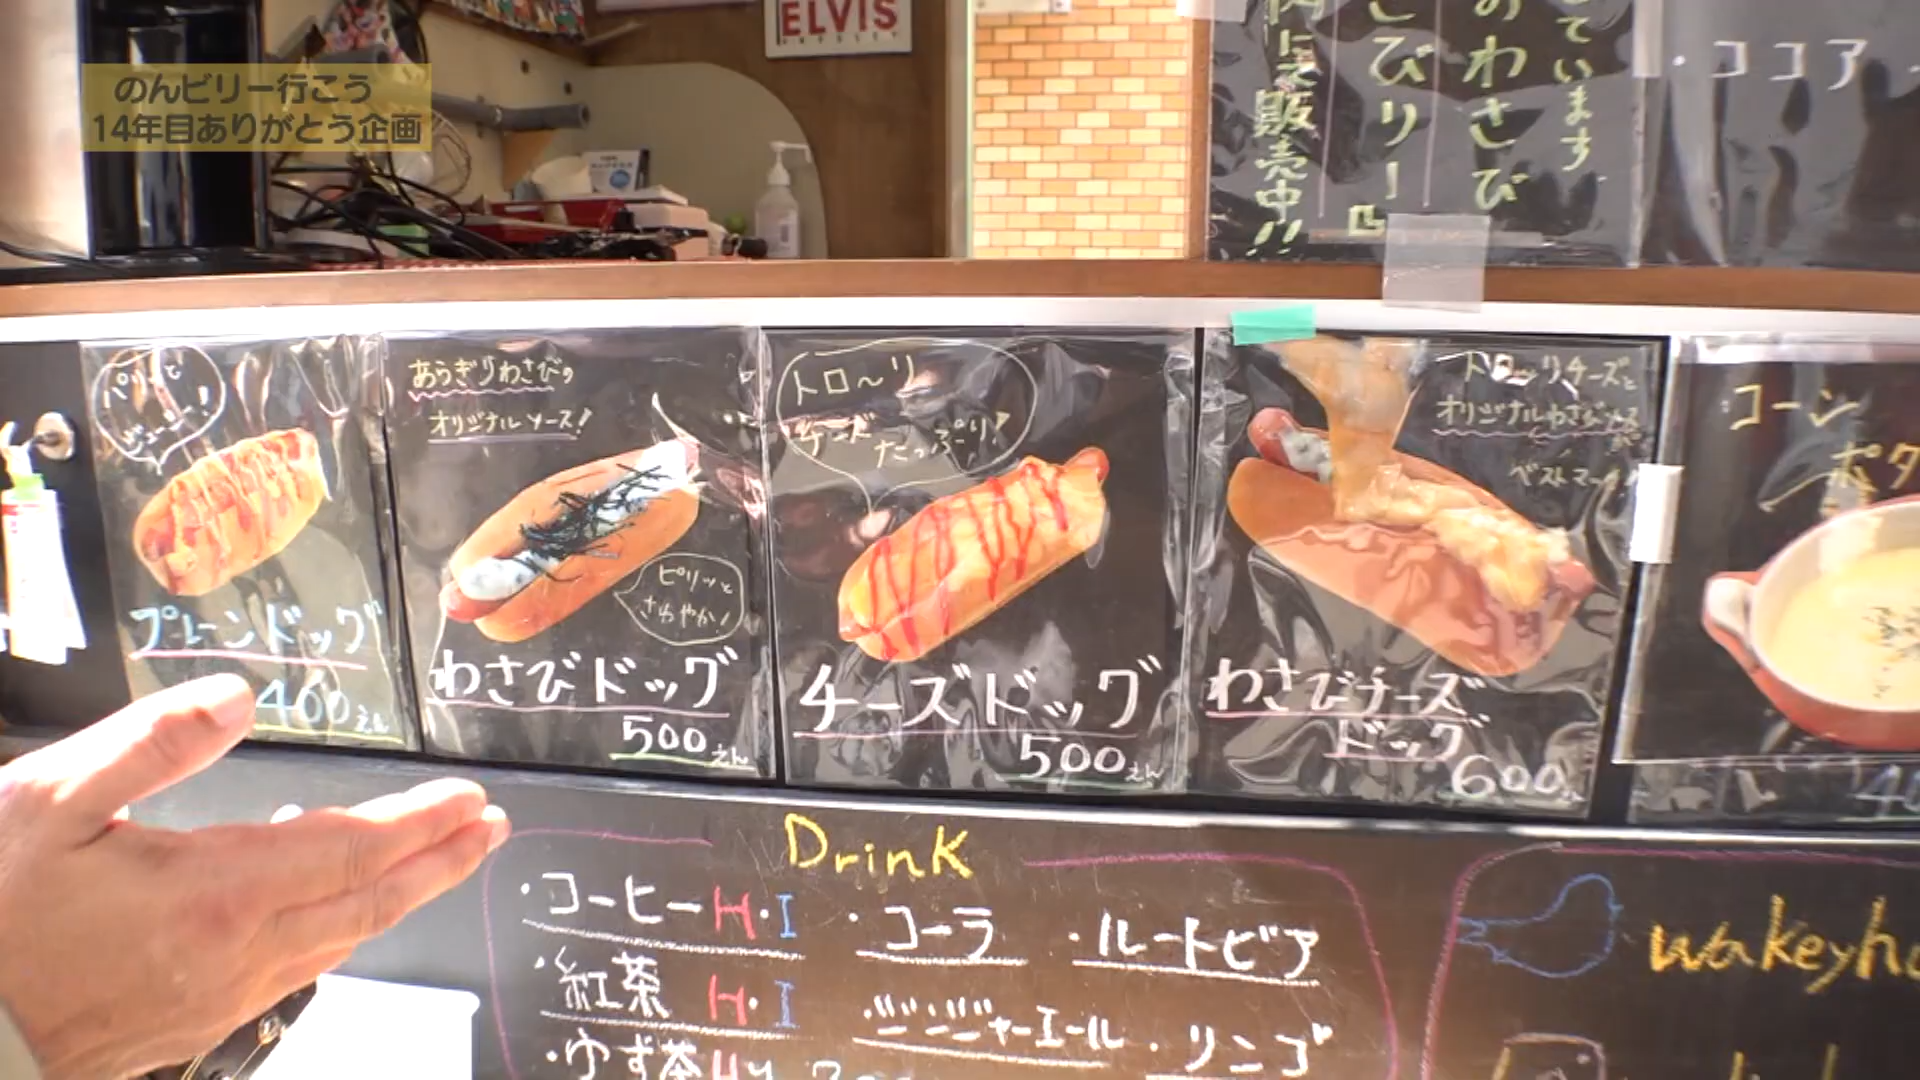 のんビリー行こう
14年目ありがとう企画
ELVIS
ています
のわさび
にて販売中!!
・ココア
パリッと
ジューシー!
プレーンドッグ
400えん
あらぎりわさびの
オリジナルソース!
ピリッと
さわやか!
わさびドッグ
500えん
トロ〜リ
チーズ
たっぷり!
チーズドッグ
500えん
トローリチーズと
オリジナルわさびソース
が
ベストマッチ!
わさびチーズ
ドッグ
600
コーン
ポタ
Drink
・コーヒー H・I
・コーラ
・ルートビア
・紅茶 H・I
・ジンジャーエール
・リンゴ
・ゆず茶 H
wakeyho